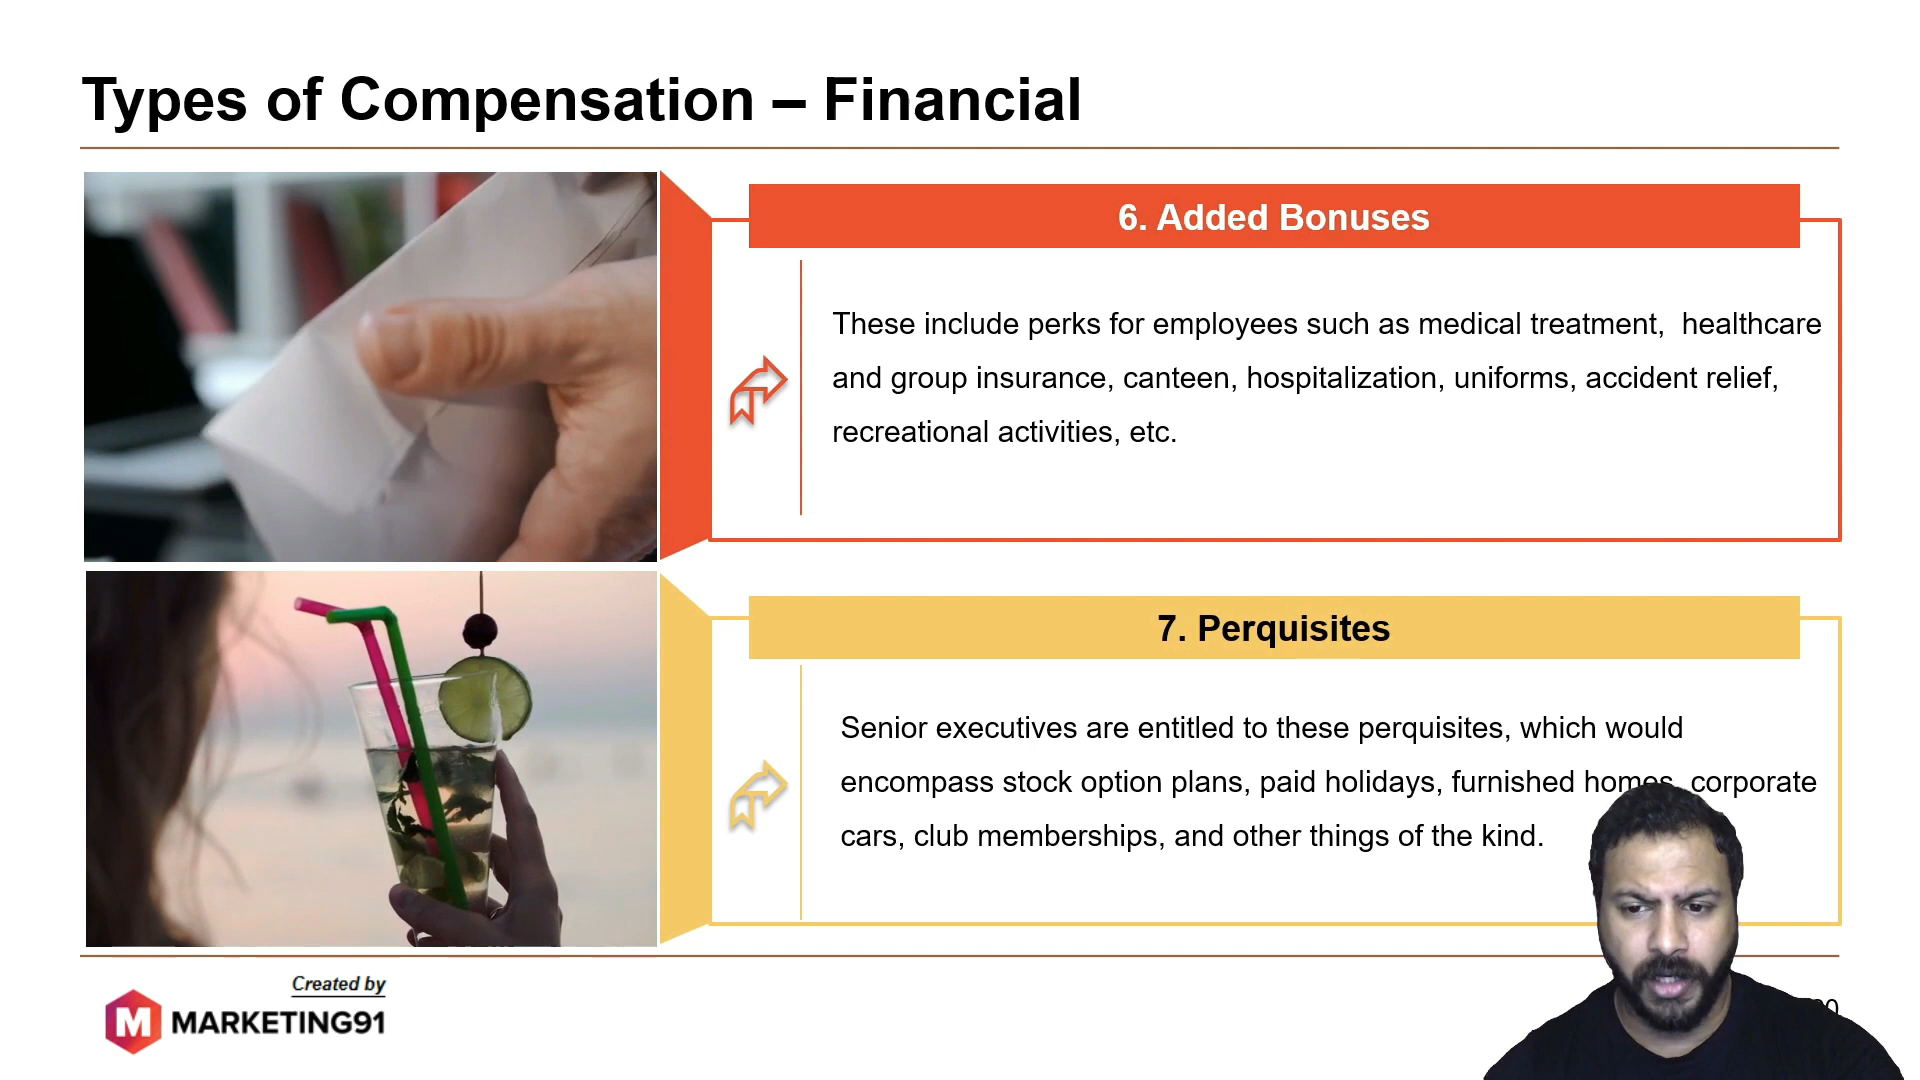 Types of Compensation – Financial
6. Added Bonuses
These include perks for employees such as medical treatment,  healthcare
and group insurance, canteen, hospitalization, uniforms, accident relief,
recreational activities, etc.
7. Perquisites
Senior executives are entitled to these perquisites, which would
encompass stock option plans, paid holidays, furnished homes, corporate
cars, club memberships, and other things of the kind.
Created by
M MARKETING91